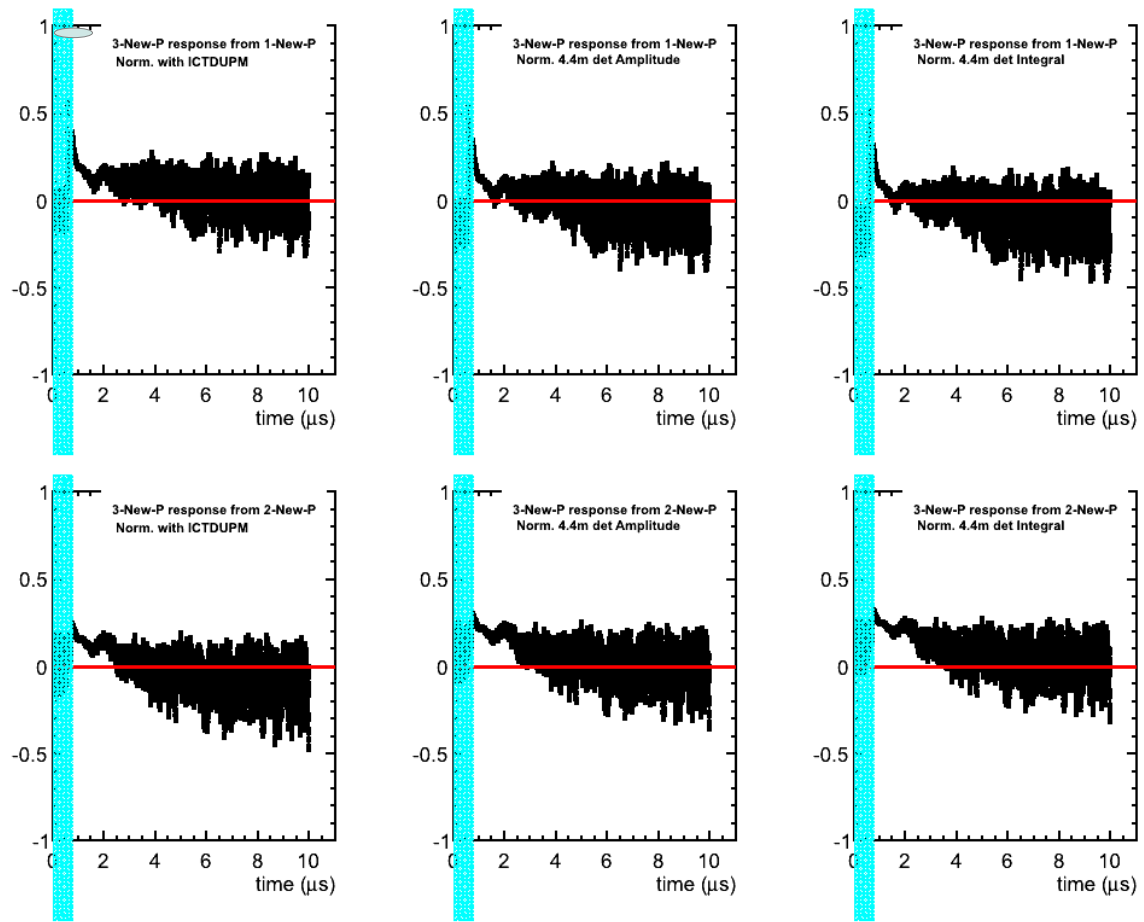 1
3-New-P response from 1-New-P
Norm. with ICTDUPM
0.5
0
-0.5
-1
0 2 4 6 8 10
time (μs)
1
3-New-P response from 1-New-P
Norm. 4.4m det Amplitude
0.5
0
-0.5
-1
0 2 4 6 8 10
time (μs)
1
3-New-P response from 1-New-P
Norm. 4.4m det Integral
0.5
0
-0.5
-1
0 2 4 6 8 10
time (μs)
1
3-New-P response from 2-New-P
Norm. with ICTDUPM
0.5
0
-0.5
-1
0 2 4 6 8 10
time (μs)
1
3-New-P response from 2-New-P
Norm. 4.4m det Amplitude
0.5
0
-0.5
-1
0 2 4 6 8 10
time (μs)
1
3-New-P response from 2-New-P
Norm. 4.4m det Integral
0.5
0
-0.5
-1
0 2 4 6 8 10
time (μs)